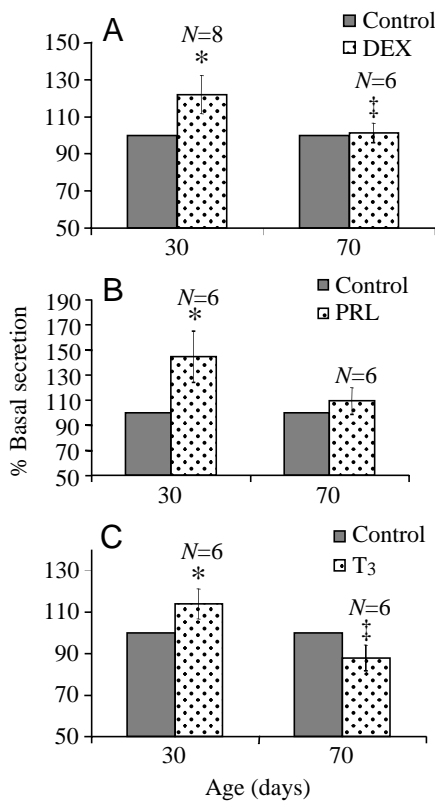 A
N=8
Control
DEX
*
N=6
‡
150
130
110
90
70
50
30
70
B
N=6
Control
PRL
*
N=6
190
170
150
130
110
90
70
50
30
70
% Basal secretion
C
N=6
Control
T3
*
N=6
‡
130
110
90
70
50
30
70
Age (days)